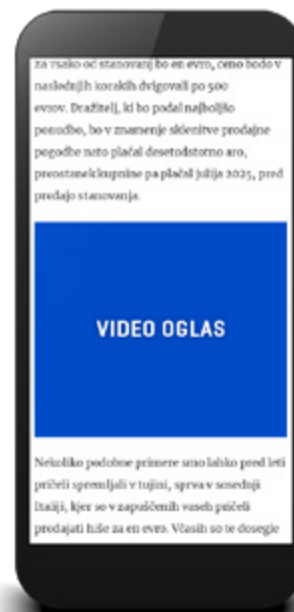 za vsako od stanovanj bo en evro, ceno bodo v
naslednjih korakih dvigovali po 500
evrov. Dražitelj, ki bo podal najboljšo
ponudbo, bo v znamenje sklenitve prodajne
pogodbe nato plačal desetodstotno aro,
preostanek kupnine pa plačal julija 2025, pred
predajo stanovanja.
VIDEO OGLAS
Nekoliko podobne primere smo lahko pred leti
pričeli spremljati v tujini, sprva v sosednji
Italiji, kjer so v zapuščenih vaseh pričeli
prodajati hiše za en evro. Včasih so te dosegle